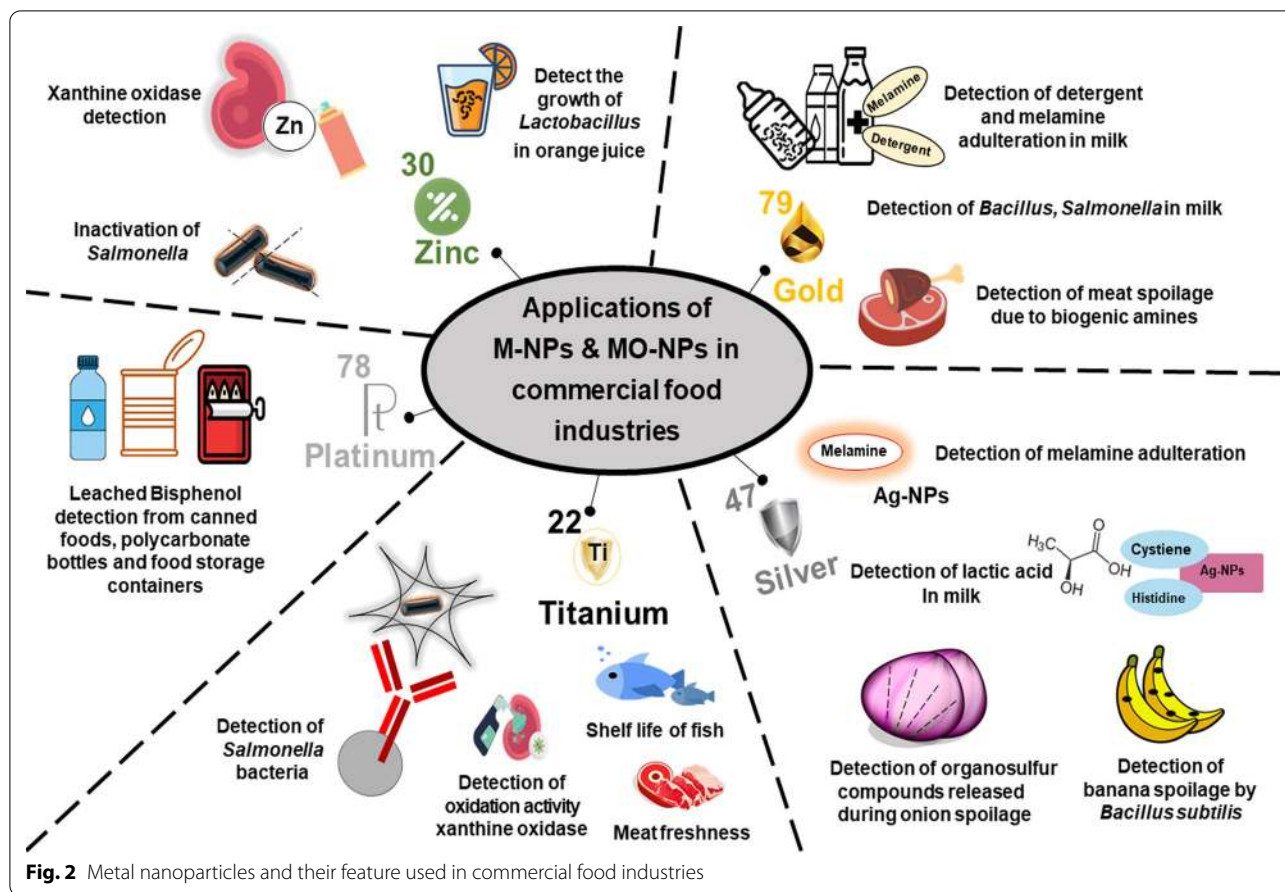 Xanthine oxidase
detection
Zn
Detect the
growth of
Lactobacillus
in orange juice
Inactivation of
Salmonella
30
Zinc
Melamine
Detergent
Detection of detergent
and melamine
adulteration in milk
79
Gold
Detection of Bacillus, Salmonella in milk
Detection of meat spoilage
due to biogenic amines
Applications of
M-NPs & MO-NPs in
commercial food
industries
78
Pt
Platinum
Leached Bisphenol
detection from canned
foods, polycarbonate
bottles and food storage
containers
22
Ti
Titanium
Detection of
Salmonella
bacteria
Detection of
oxidation activity
xanthine oxidase
Shelf life of fish
Meat freshness
47
Silver
Melamine
Ag-NPs
Detection of melamine adulteration
Detection of lactic acid
In milk
H₃C
O
OH
OH
Cystiene
Histidine
Ag-NPs
Detection of organosulfur
compounds released
during onion spoilage
Detection of
banana spoilage by
Bacillus subtilis
Fig. 2 Metal nanoparticles and their feature used in commercial food industries